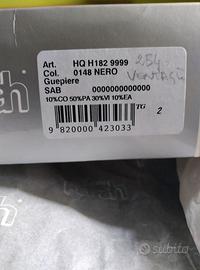 Art. HQ H182 9999
Col. 0148 NERO
Guepiere
SAB 0000000000000
10%CO 50%PA 30%VI 10%EA
TG
2
9 820000 423033
254
subito